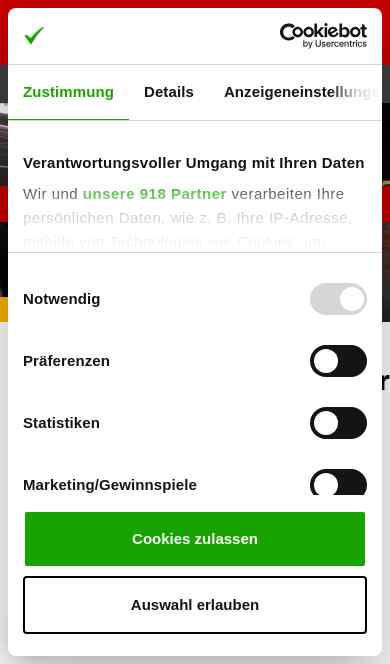 Cookiebot
by Usercentrics
Zustimmung
Details
Anzeigeneinstellunge
Verantwortungsvoller Umgang mit Ihren Daten
Wir und unsere 918 Partner verarbeiten Ihre
persönlichen Daten, wie z. B. Ihre IP-Adresse,
mithilfe von Technologien wie Cookies, um
Notwendig
Präferenzen
Statistiken
Marketing/Gewinnspiele
r
Cookies zulassen
Auswahl erlauben